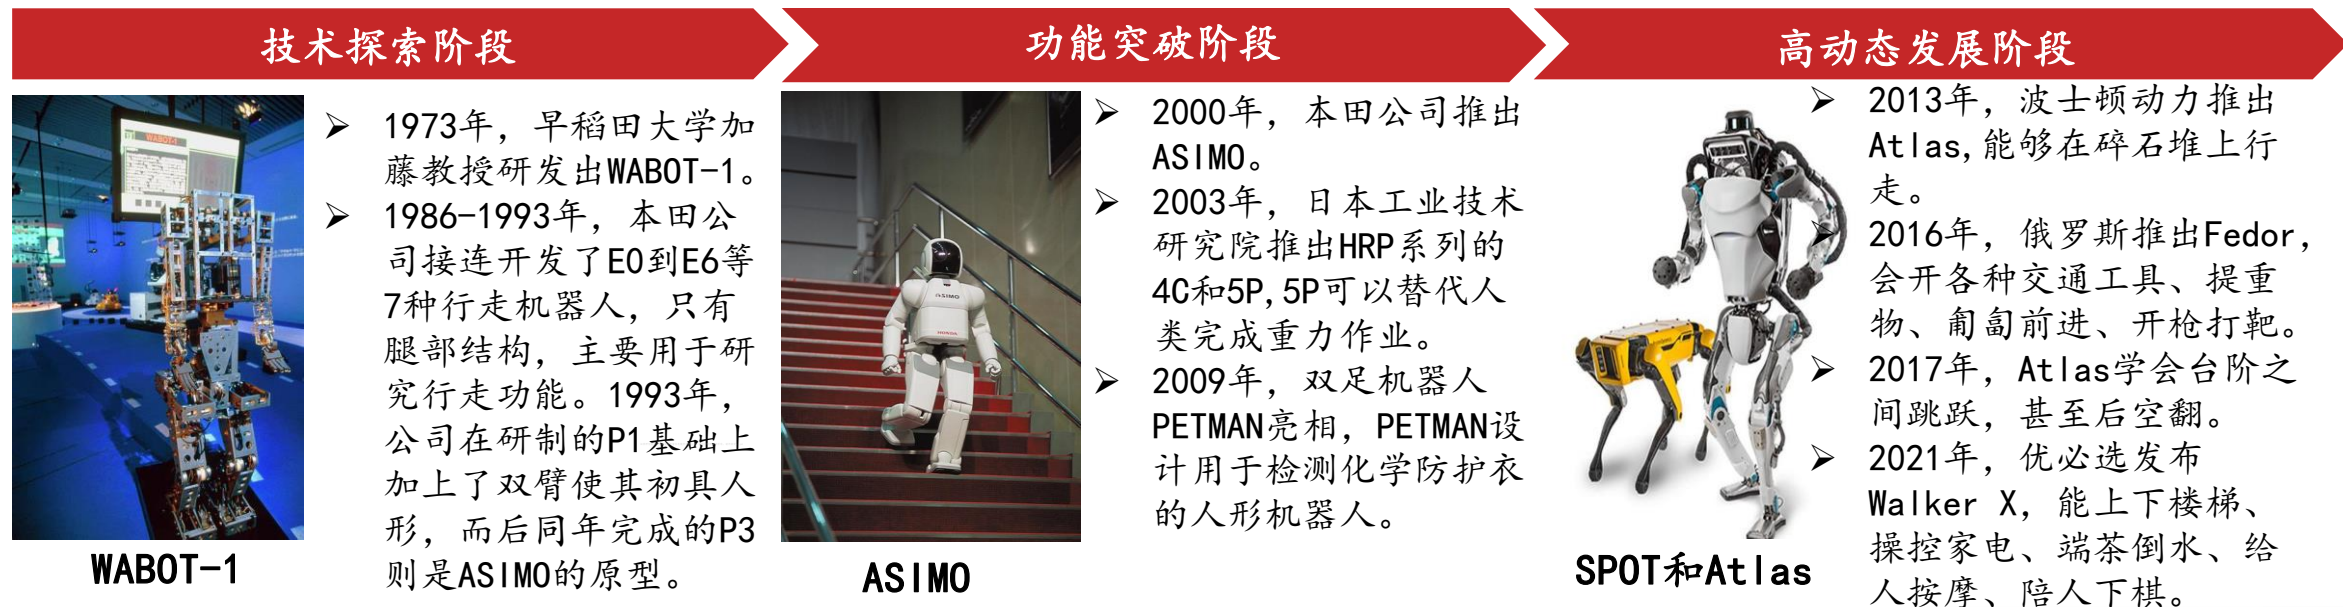 技术探索阶段
功能突破阶段
高动态发展阶段
➢ 1973年，早稻田大学加
藤教授研发出WABOT-1。
➢ 1986-1993年，本田公
司接连开发了E0到E6等
7种行走机器人，只有
腿部结构，主要用于研
究行走功能。1993年，
公司在研制的P1基础上
加上了双臂使其初具人
形，而后同年完成的P3
则是ASIMO的原型。
WABOT-1
➢ 2000年，本田公司推出
ASIMO。
➢ 2003年，日本工业技术
研究院推出HRP系列的
4C和5P,5P可以替代人
类完成重力作业。
➢ 2009年，双足机器人
PETMAN亮相，PETMAN设
计用于检测化学防护衣
的人形机器人。
ASIMO
HONDA
ASIMO
➢ 2013年，波士顿动力推出
Atlas,能够在碎石堆上行
走。
➢ 2016年，俄罗斯推出Fedor，
会开各种交通工具、提重
物、匍匐前进、开枪打靶。
➢ 2017年，Atlas学会台阶之
间跳跃，甚至后空翻。
➢ 2021年，优必选发布
Walker X，能上下楼梯、
操控家电、端茶倒水、给
人按摩、陪人下棋。
SPOT和Atlas